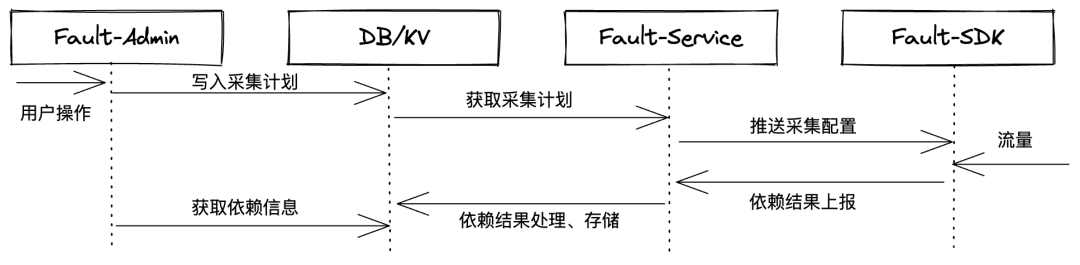 Fault-Admin
DB/KV
Fault-Service
Fault-SDK
用户操作
写入采集计划
获取采集计划
推送采集配置
流量
依赖结果上报
依赖结果处理、存储
获取依赖信息